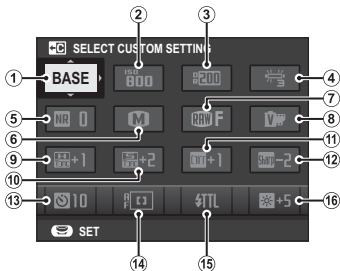 2 3
C SELECT CUSTOM SETTING
1 BASE ISO 800 D R 200 3 4
7
5 NR 0 M RAW F 8
6
9 +1 +2 +1 -2
10 11 12
13 10 A F TTL +5 16
SET
14 15